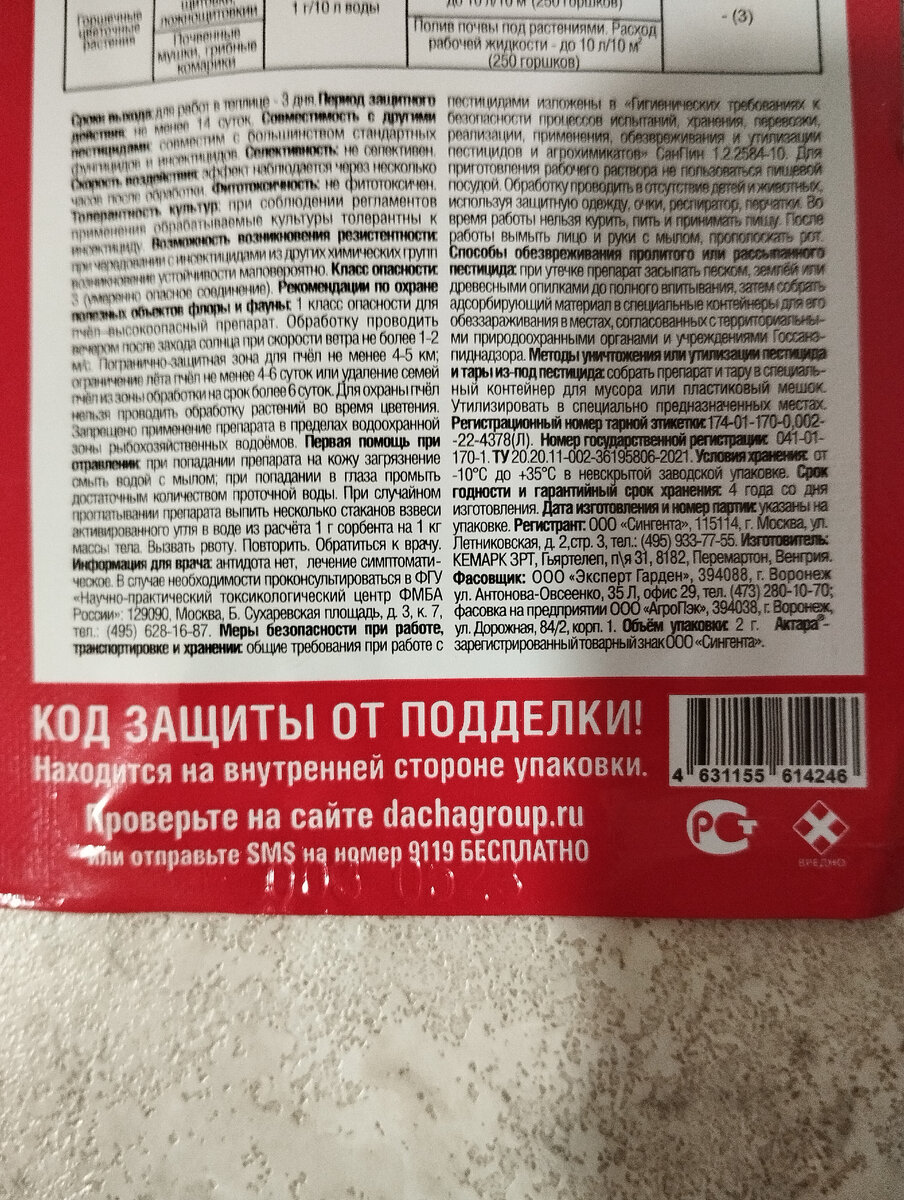 Горшечные
цветочные
растения
щитовки,
ложнощитовки
1 г/10 л воды
до 10 л/10 м (250 горшков)
Почвенные
мушки, грибные
комарики
Полив почвы под растениями. Расход
рабочей жидкости - до 10 л/10 м²
(250 горшков)
- (3)
Сроки выхода для работ в теплице - 3 дня. Период защитного
действия: не менее 14 суток. Совместимость с другими
пестицидами: совместим с большинством стандартных
фунгицидов и инсектицидов. Селективность: не селективен.
Скорость воздействия: эффект наблюдается через несколько
часов после обработки. Фитотоксичность: не фитотоксичен.
Толерантность культур: при соблюдении регламентов
применения обрабатываемые культуры толерантны к
инсектициду. Возможность возникновения резистентности:
при чередовании с инсектицидами из других химических групп
возникновение устойчивости маловероятно. Класс опасности:
3 (умеренно опасное соединение). Рекомендации по охране
полезных объектов флоры и фауны: 1 класс опасности для
пчёл-высокоопасный препарат. Обработку проводить
вечером после захода солнца при скорости ветра не более 1-2
м/с. Погранично-защитная зона для пчёл не менее 4-5 км;
ограничение лёта пчёл не менее 4-6 суток или удаление семей
пчёл из зоны обработки на срок более 6 суток. Для охраны пчёл
нельзя проводить обработку растений во время цветения.
Запрещено применение препарата в пределах водоохранной
зоны рыбохозяйственных водоёмов. Первая помощь при
отравлении: при попадании препарата на кожу загрязнение
смыть водой с мылом; при попадании в глаза промыть
достаточным количеством проточной воды. При случайном
проглатывании препарата выпить несколько стаканов взвеси
активированного угля в воде из расчёта 1 г сорбента на 1 кг
массы тела. Вызвать рвоту. Повторить. Обратиться к врачу.
Информация для врача: антидота нет, лечение симптомати-
ческое. В случае необходимости проконсультироваться в ФГУ
«Научно-практический токсикологический центр ФМБА
России»: 129090, Москва, Б. Сухаревская площадь, д. 3, к. 7,
тел.: (495) 628-16-87. Меры безопасности при работе,
транспортировке и хранении: общие требования при работе с
пестицидами изложены в «Гигиенических требованиях к
безопасности процессов испытаний, хранения, перевозки,
реализации, применения, обезвреживания и утилизации
пестицидов и агрохимикатов» СанПин 1.2.2584-10. Для
приготовления рабочего раствора не пользоваться пищевой
посудой. Обработку проводить в отсутствие детей и животных,
используя защитную одежду, очки, респиратор, перчатки. Во
время работы нельзя курить, пить и принимать пищу. После
работы вымыть лицо и руки с мылом, прополоскать рот.
Способы обезвреживания пролитого или рассыпанного
пестицида: при утечке препарат засыпать песком, землёй или
древесными опилками до полного впитывания, затем собрать
адсорбирующий материал в специальные контейнеры для его
обеззараживания в местах, согласованных с территориальны-
ми природоохранными органами и учреждениями Госсанэ-
пиднадзора. Методы уничтожения или утилизации пестицида
и тары из-под пестицида: собрать препарат и тару в специаль-
ный контейнер для мусора или пластиковый мешок.
Утилизировать в специально предназначенных местах.
Регистрационный номер тарной этикетки: 174-01-170-0,002-
-22-4378(Л). Номер государственной регистрации: 041-01-
170-1. ТУ 20.20.11-002-36195806-2021. Условия хранения: от
-10°С до +35°С в невскрытой заводской упаковке. Срок
годности и гарантийный срок хранения: 4 года со дня
изготовления. Дата изготовления и номер партии: указаны на
упаковке. Регистрант: ООО «Сингента», 115114, г. Москва, ул.
Летниковская, д. 2, стр. 3, тел.: (495) 933-77-55. Изготовитель:
КЕМАРК ЗРТ, Гьяртелеп, п\я 31, 8182, Перемартон, Венгрия.
Фасовщик: ООО «Эксперт Гарден», 394088, г. Воронеж
ул. Антонова-Овсеенко, 35 Л, офис 29, тел. (473) 280-10-70;
фасовка на предприятии ООО «АгроПэк», 394038, г. Воронеж,
ул. Дорожная, 84/2, корп. 1. Объём упаковки: 2 г. Актара®-
зарегистрированный товарный знак ООО «Сингента».
КОД ЗАЩИТЫ ОТ ПОДДЕЛКИ!
Находится на внутренней стороне упаковки.
Проверьте на сайте dachagroup.ru
или отправьте SMS на номер 9119 БЕСПЛАТНО
4 631155 614246
РСТ
ВРЕДНО